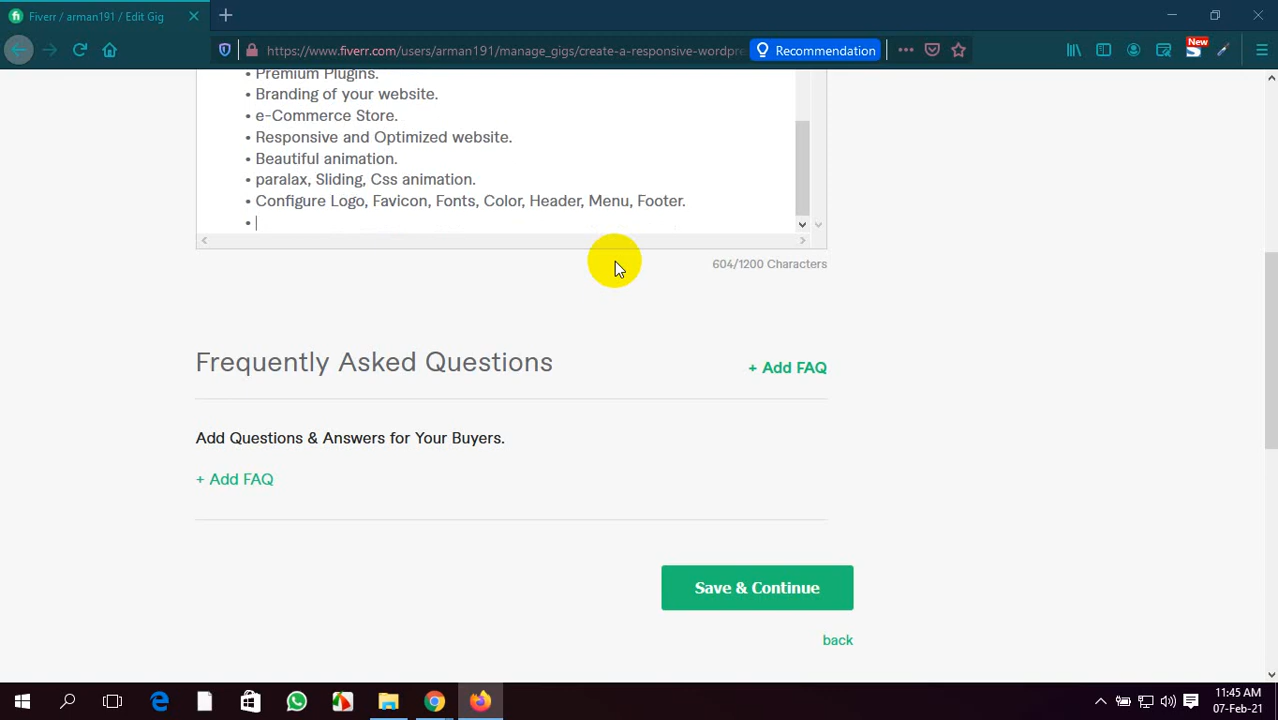 Fiverr / arman191 / Edit Gig
https://www.fiverr.com/users/arman191/manage_gigs/create-a-responsive-wordpre
Recommendation
New
• Premium Plugins.
• Branding of your website.
• e-Commerce Store.
• Responsive and Optimized website.
• Beautiful animation.
• paralax, Sliding, Css animation.
• Configure Logo, Favicon, Fonts, Color, Header, Menu, Footer.
•
604/1200 Characters
Frequently Asked Questions
+ Add FAQ
Add Questions & Answers for Your Buyers.
+ Add FAQ
Save & Continue
back
11:45 AM
07-Feb-21